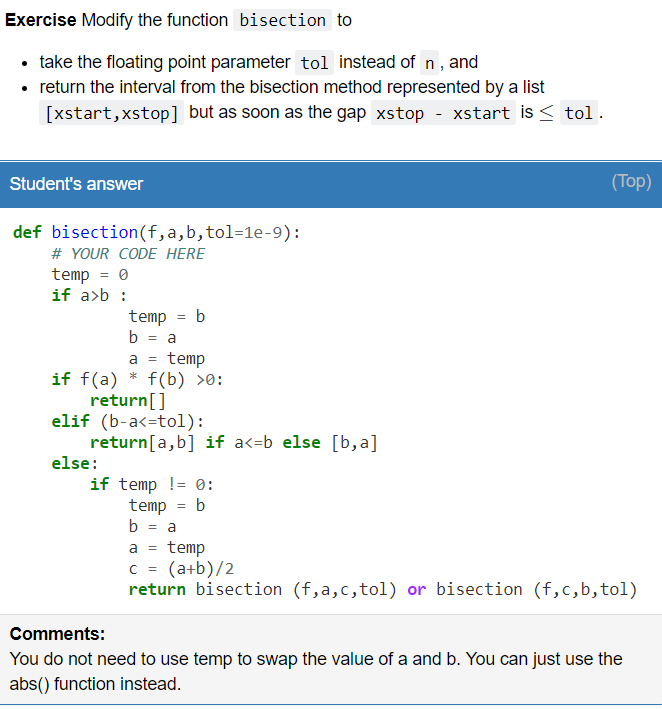 Exercise Modify the function bisection to
• take the floating point parameter tol instead of n, and
• return the interval from the bisection method represented by a list
[xstart,xstop] but as soon as the gap xstop - xstart is ≤ tol.
Student's answer (Top)
def bisection(f,a,b,tol=1e-9):
    # YOUR CODE HERE
    temp = 0
    if a>b :
            temp = b
            b = a
            a = temp
    if f(a) * f(b) >0:
        return[]
    elif (b-a<=tol):
        return[a,b] if a<=b else [b,a]
    else:
        if temp != 0:
            temp = b
            b = a
            a = temp
            c = (a+b)/2
            return bisection (f,a,c,tol) or bisection (f,c,b,tol)
Comments:
You do not need to use temp to swap the value of a and b. You can just use the
abs() function instead.